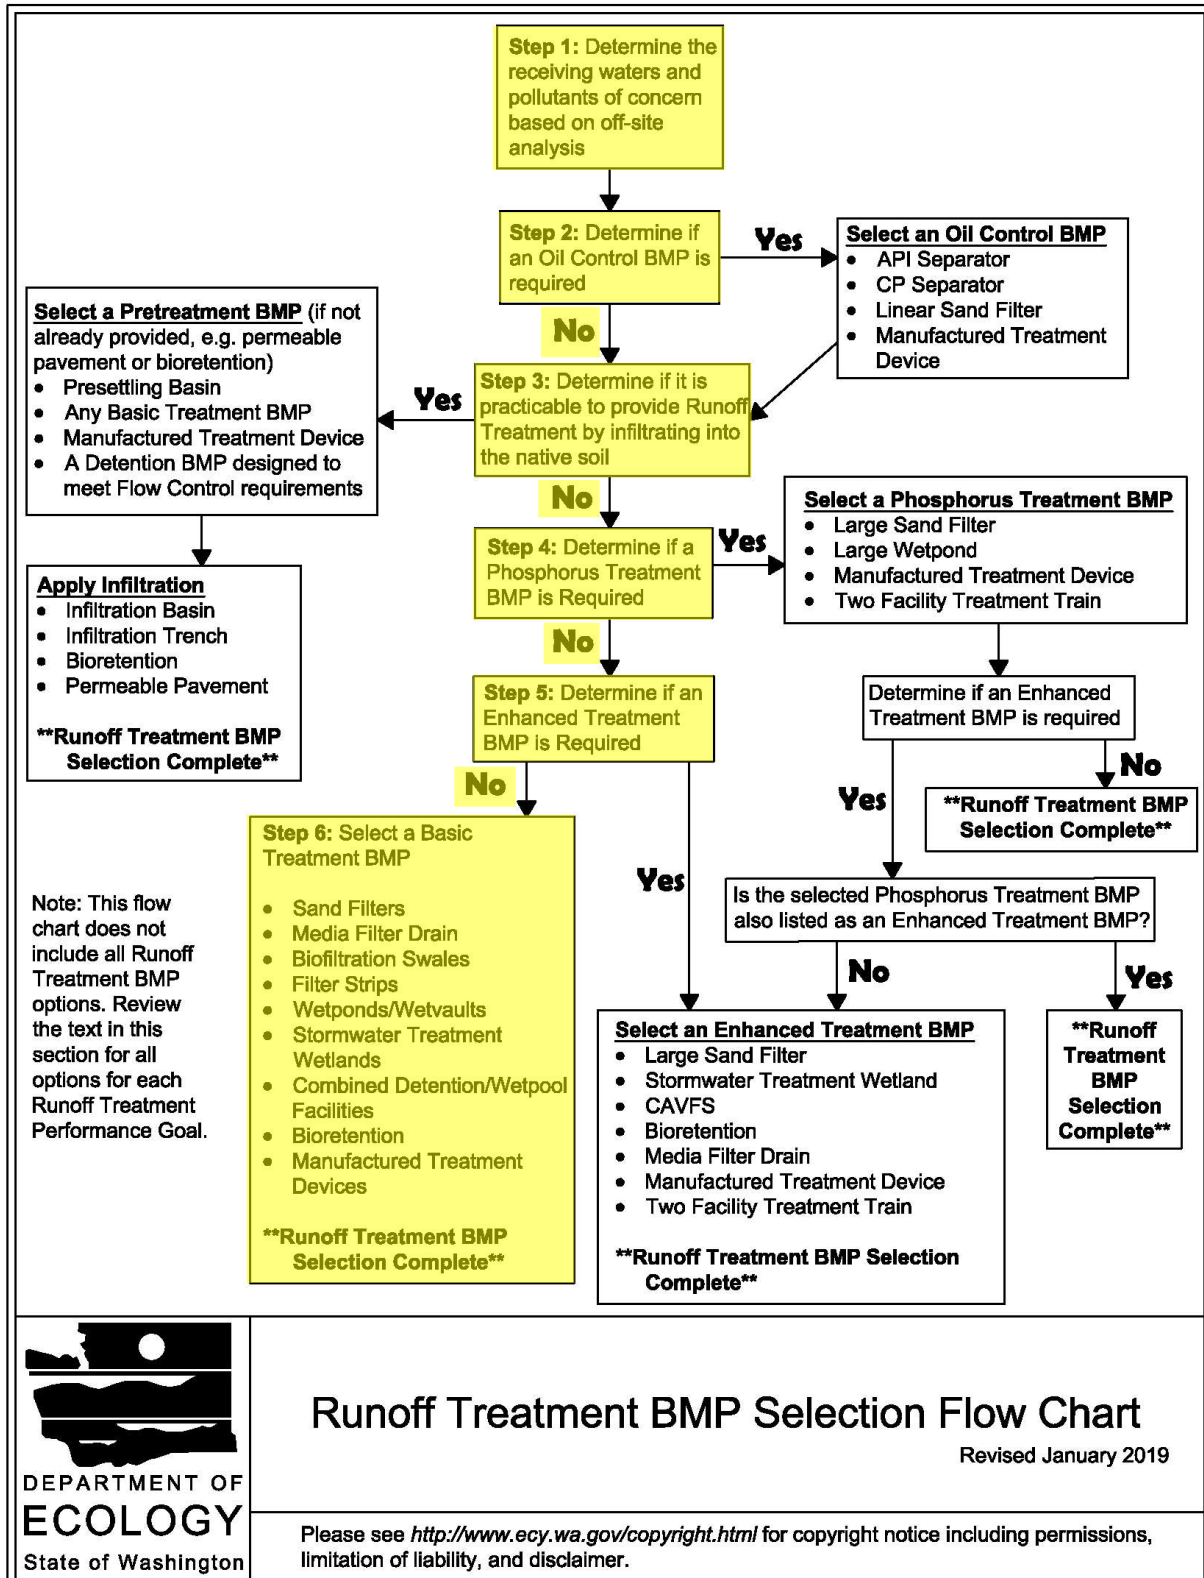 Step 1: Determine the
receiving waters and
pollutants of concern
based on off-site
analysis
Step 2: Determine if
an Oil Control BMP is
required
Yes
Select an Oil Control BMP
• API Separator
• CP Separator
• Linear Sand Filter
• Manufactured Treatment
Device
No
Select a Pretreatment BMP (if not
already provided, e.g. permeable
pavement or bioretention)
• Presettling Basin
• Any Basic Treatment BMP
• Manufactured Treatment Device
• A Detention BMP designed to
meet Flow Control requirements
Yes
Step 3: Determine if it is
practicable to provide Runoff
Treatment by infiltrating into
the native soil
No
Apply Infiltration
• Infiltration Basin
• Infiltration Trench
• Bioretention
• Permeable Pavement
**Runoff Treatment BMP
Selection Complete**
Step 4: Determine if a
Phosphorus Treatment
BMP is Required
Yes
Select a Phosphorus Treatment BMP
• Large Sand Filter
• Large Wetpond
• Manufactured Treatment Device
• Two Facility Treatment Train
No
Step 5: Determine if an
Enhanced Treatment
BMP is Required
Determine if an Enhanced
Treatment BMP is required
No
**Runoff Treatment BMP
Selection Complete**
Yes
Is the selected Phosphorus Treatment BMP
also listed as an Enhanced Treatment BMP?
No
Yes
**Runoff
Treatment
BMP
Selection
Complete**
No
Yes
Step 6: Select a Basic
Treatment BMP
• Sand Filters
• Media Filter Drain
• Biofiltration Swales
• Filter Strips
• Wetponds/Wetvaults
• Stormwater Treatment
Wetlands
• Combined Detention/Wetpool
Facilities
• Bioretention
• Manufactured Treatment
Devices
**Runoff Treatment BMP
Selection Complete**
Select an Enhanced Treatment BMP
• Large Sand Filter
• Stormwater Treatment Wetland
• CAVFS
• Bioretention
• Media Filter Drain
• Manufactured Treatment Device
• Two Facility Treatment Train
**Runoff Treatment BMP Selection
Complete**
Note: This flow
chart does not
include all Runoff
Treatment BMP
options. Review
the text in this
section for all
options for each
Runoff Treatment
Performance Goal.
DEPARTMENT OF
ECOLOGY
State of Washington
Runoff Treatment BMP Selection Flow Chart
Revised January 2019
Please see http://www.ecy.wa.gov/copyright.html for copyright notice including permissions,
limitation of liability, and disclaimer.